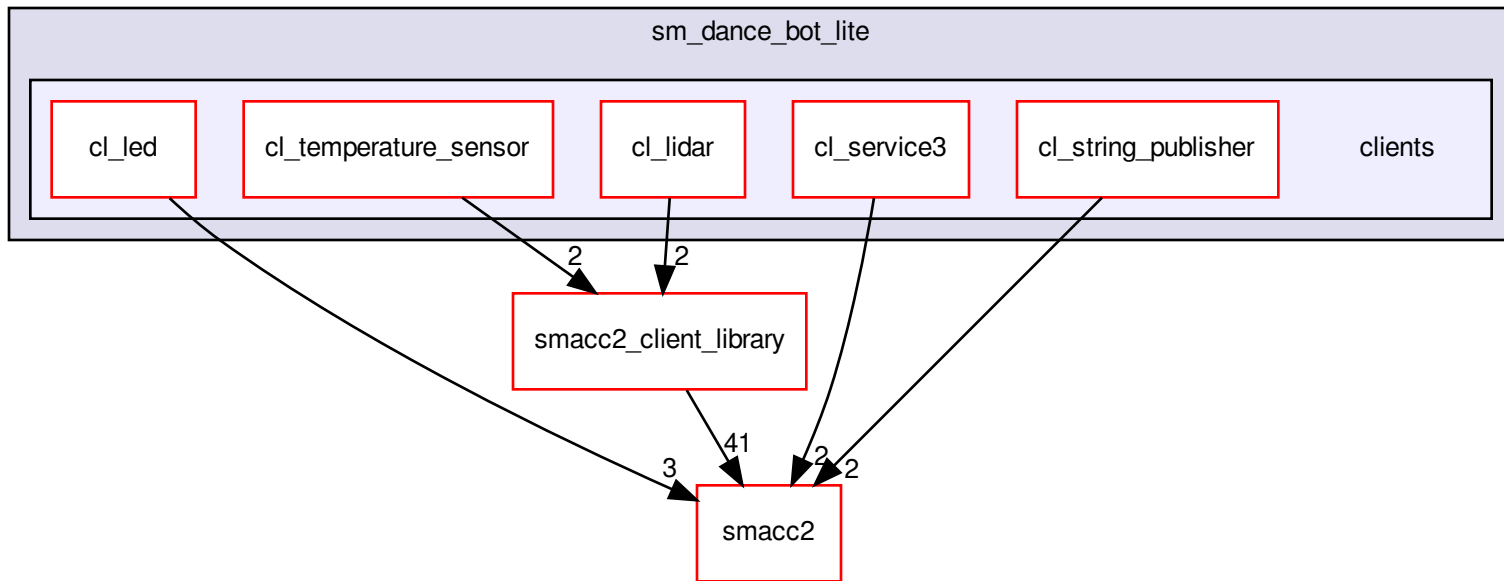 sm_dance_bot_lite
cl_led
cl_temperature_sensor
cl_lidar
cl_service3
cl_string_publisher
clients
2
2
smacc2_client_library
41
3
2
2
smacc2